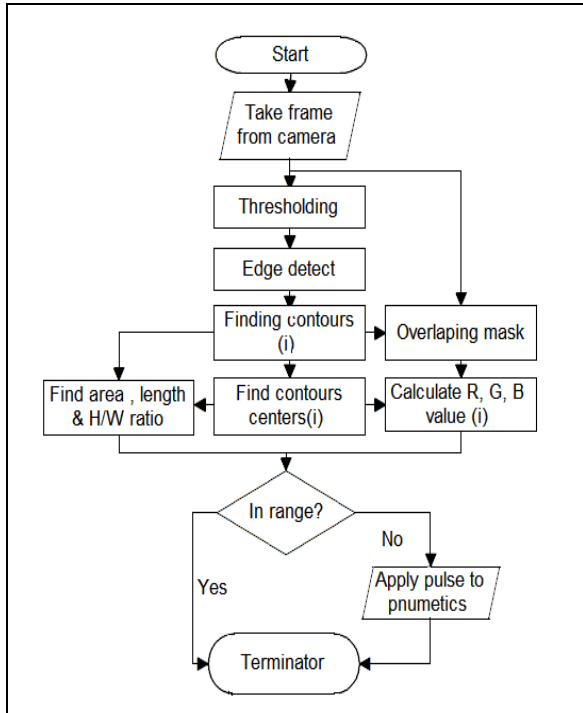 Start
Take frame
from camera
Thresholding
Edge detect
Finding contours
(i)
Overlaping mask
Find area , length
& H/W ratio
Find contours
centers(i)
Calculate R, G, B
value (i)
In range?
No
Yes
Apply pulse to
pnumetics
Terminator